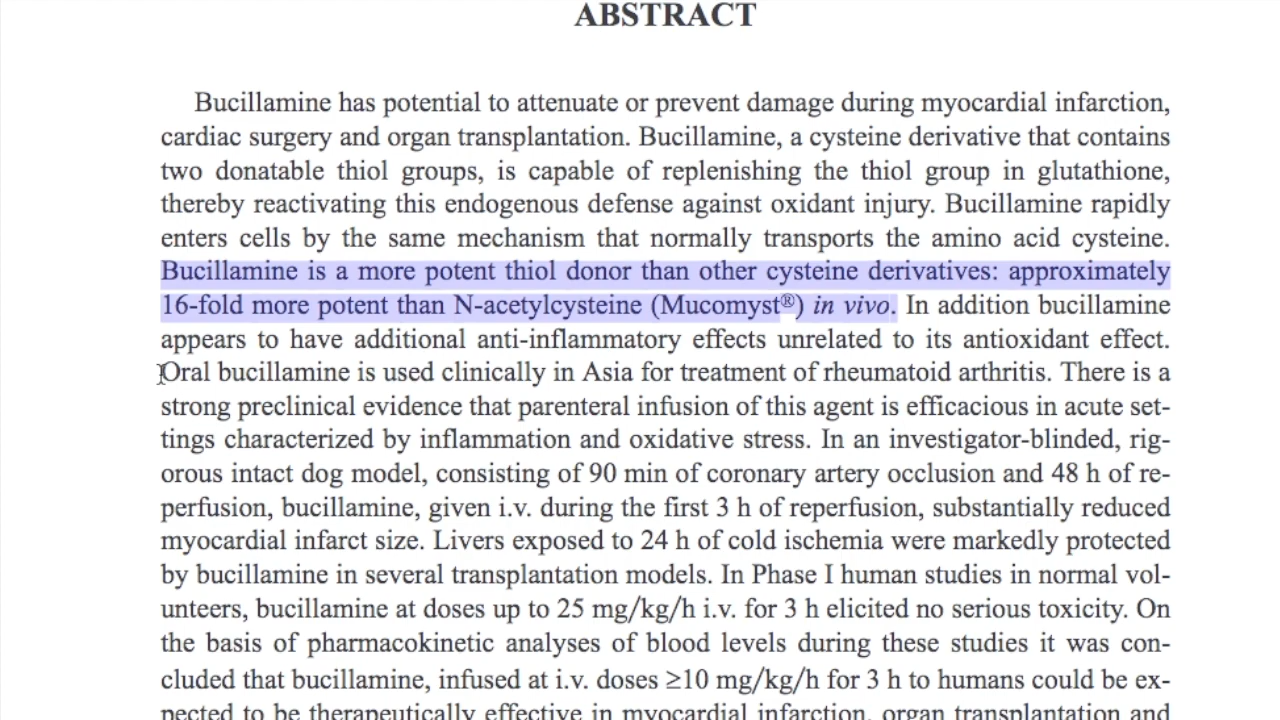 ABSTRACT
Bucillamine has potential to attenuate or prevent damage during myocardial infarction,
cardiac surgery and organ transplantation. Bucillamine, a cysteine derivative that contains
two donatable thiol groups, is capable of replenishing the thiol group in glutathione,
thereby reactivating this endogenous defense against oxidant injury. Bucillamine rapidly
enters cells by the same mechanism that normally transports the amino acid cysteine.
Bucillamine is a more potent thiol donor than other cysteine derivatives: approximately
16-fold more potent than N-acetylcysteine (Mucomyst®) in vivo. In addition bucillamine
appears to have additional anti-inflammatory effects unrelated to its antioxidant effect.
Oral bucillamine is used clinically in Asia for treatment of rheumatoid arthritis. There is a
strong preclinical evidence that parenteral infusion of this agent is efficacious in acute set-
tings characterized by inflammation and oxidative stress. In an investigator-blinded, rig-
orous intact dog model, consisting of 90 min of coronary artery occlusion and 48 h of re-
perfusion, bucillamine, given i.v. during the first 3 h of reperfusion, substantially reduced
myocardial infarct size. Livers exposed to 24 h of cold ischemia were markedly protected
by bucillamine in several transplantation models. In Phase I human studies in normal vol-
unteers, bucillamine at doses up to 25 mg/kg/h i.v. for 3 h elicited no serious toxicity. On
the basis of pharmacokinetic analyses of blood levels during these studies it was con-
cluded that bucillamine, infused at i.v. doses ≥10 mg/kg/h for 3 h to humans could be ex-
pected to be therapeutically effective in myocardial infarction, organ transplantation and